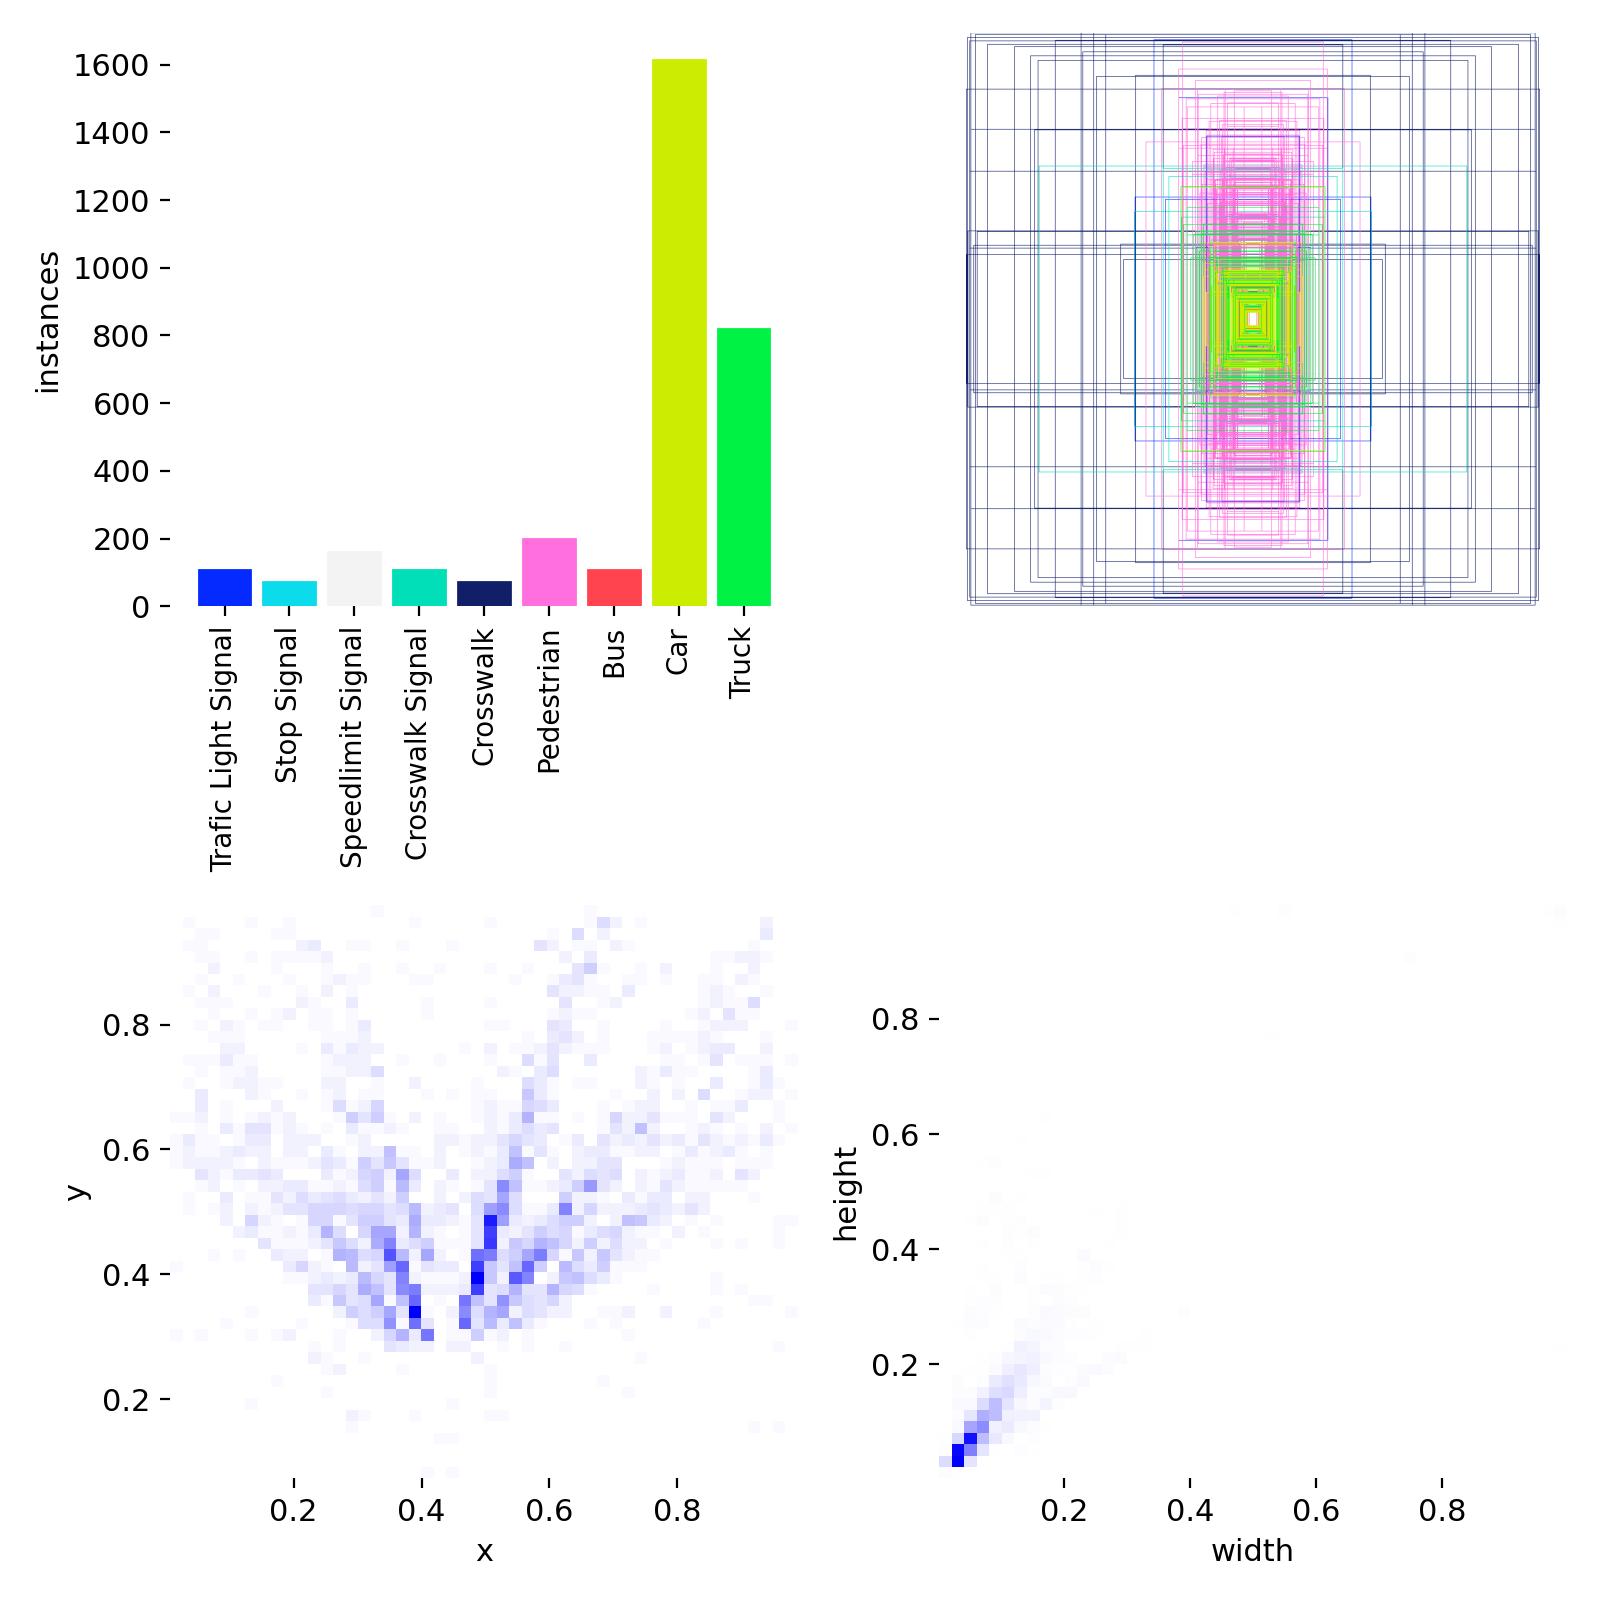 instances
1600
1400
1200
1000
800
600
400
200
0
Trafic Light Signal
Stop Signal
Speedlimit Signal
Crosswalk Signal
Crosswalk
Pedestrian
Bus
Car
Truck
y
0.8
0.6
0.4
0.2
0.2 0.4 0.6 0.8
x
height
0.8
0.6
0.4
0.2
0.2 0.4 0.6 0.8
width